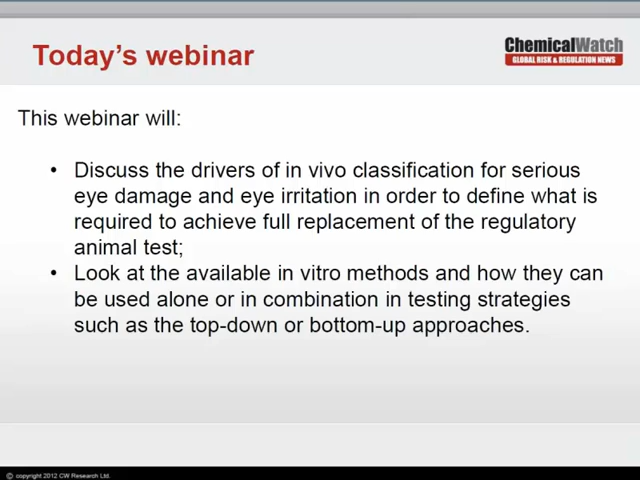 Today's webinar
ChemicalWatch
GLOBAL RISK & REGULATION NEWS
This webinar will:
• Discuss the drivers of in vivo classification for serious
eye damage and eye irritation in order to define what is
required to achieve full replacement of the regulatory
animal test;
• Look at the available in vitro methods and how they can
be used alone or in combination in testing strategies
such as the top-down or bottom-up approaches.
© copyright 2012 CW Research Ltd.